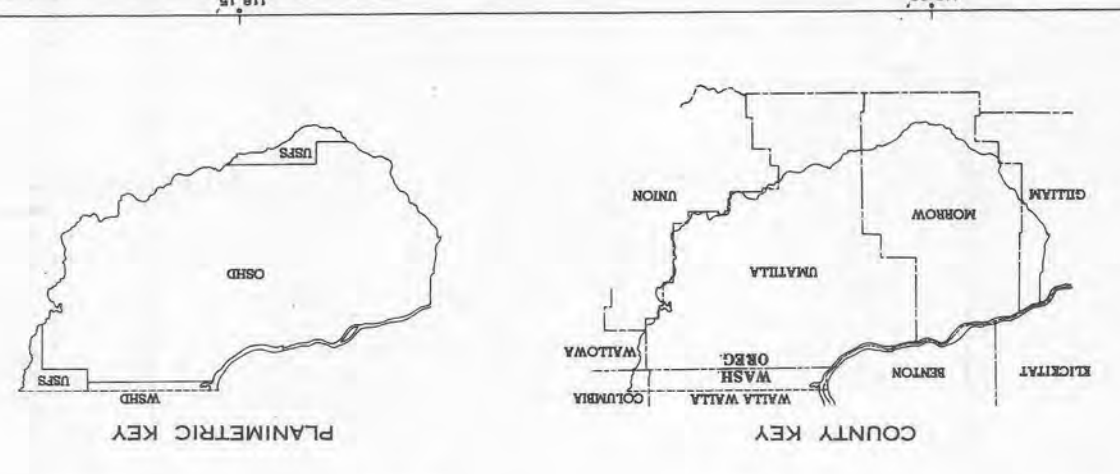 COUNTY KEY
KLICKITAT
BENTON
WALLA WALLA
COLUMBIA
WASH
OREG.
WALLOWA
UMATILLA
MORROW
GILLIAM
UNION
PLANIMETRIC KEY
WSHD
USFS
OSHD
USFS